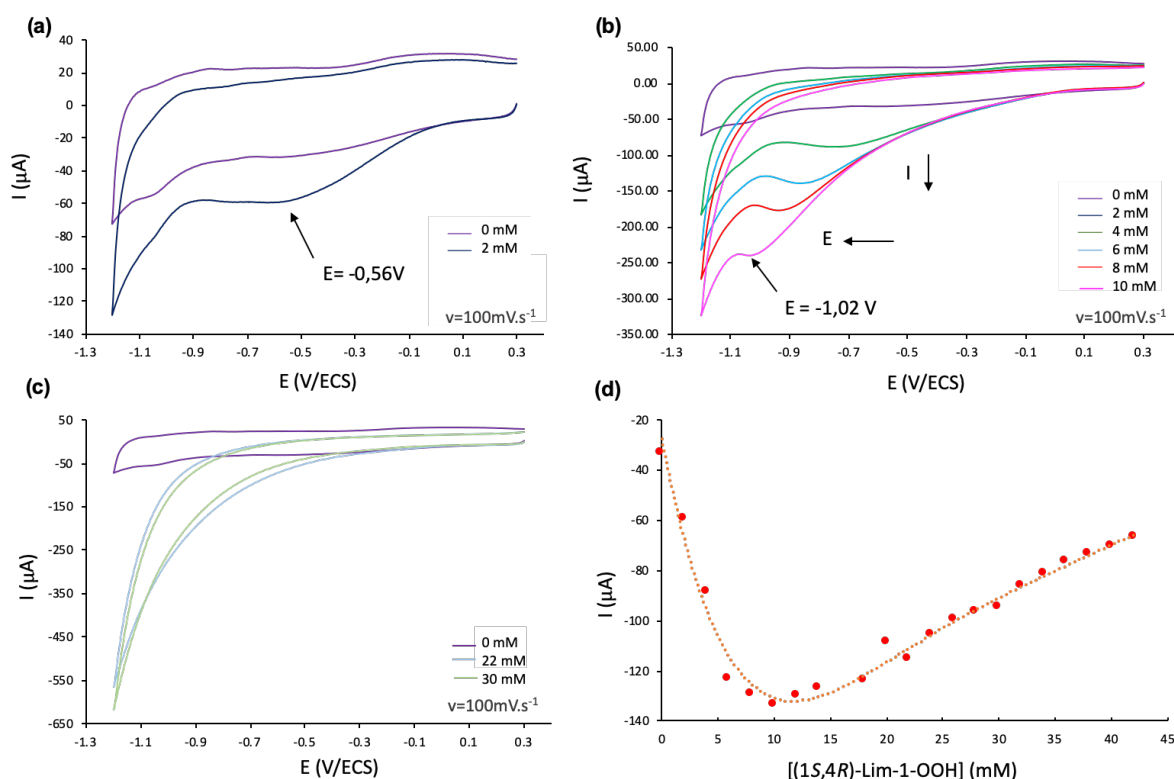 (a)
I (µA)
40
20
0
-20
-40
-60
-80
-100
-120
-140
-1.3 -1.1 -0.9 -0.7 -0.5 -0.3 -0.1 0.1 0.3
E (V/ECS)
E= -0,56V
0 mM
2 mM
v=100mV.s⁻¹
(b)
I (µA)
50.00
0.00
-50.00
-100.00
-150.00
-200.00
-250.00
-300.00
-350.00
-1.3 -1.1 -0.9 -0.7 -0.5 -0.3 -0.1 0.1 0.3
E (V/ECS)
I
E
E = -1,02 V
0 mM
2 mM
4 mM
6 mM
8 mM
10 mM
v=100mV.s⁻¹
(c)
I (µA)
50
-50
-150
-250
-350
-450
-550
-650
-1.3 -1.1 -0.9 -0.7 -0.5 -0.3 -0.1 0.1 0.3
E (V/ECS)
0 mM
22 mM
30 mM
v=100mV.s⁻¹
(d)
I (µA)
-20
-40
-60
-80
-100
-120
-140
0 5 10 15 20 25 30 35 40 45
[(1S,4R)-Lim-1-OOH] (mM)